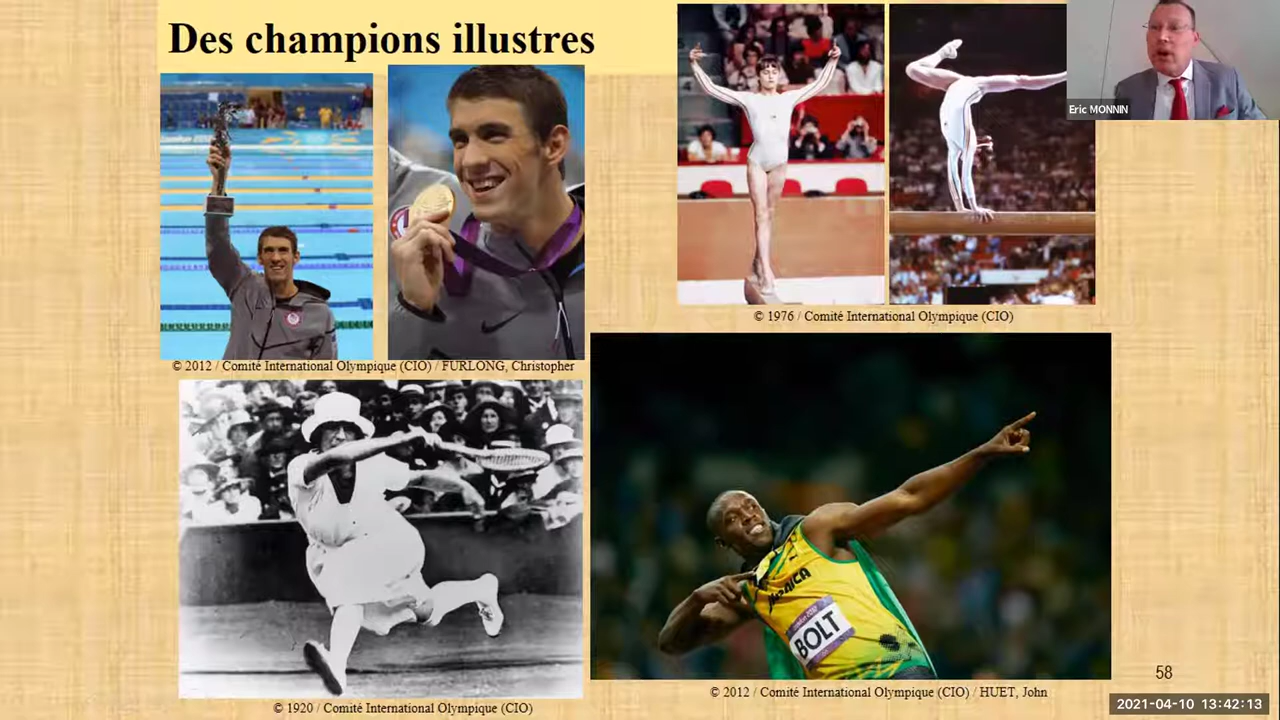 Des champions illustres
Eric MONNIN
© 1976 / Comité International Olympique (CIO)
© 2012 / Comité International Olympique (CIO) / FURLONG, Christopher
BOLT
© 2012 / Comité International Olympique (CIO) / HUET, John
© 1920 / Comité International Olympique (CIO)
58
2021-04-10 13:42:13